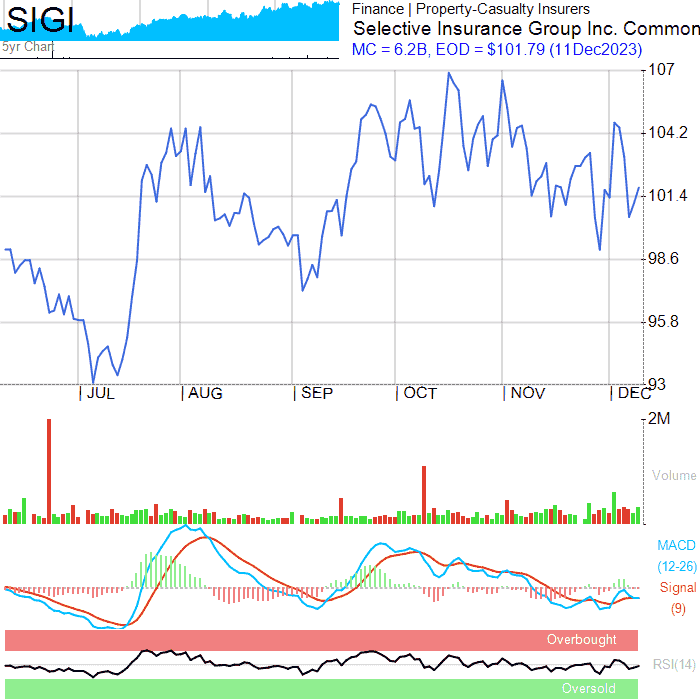 SIGI
5yr Chart
Finance | Property-Casualty Insurers
Selective Insurance Group Inc. Common
MC = 6.2B, EOD = $101.79 (11Dec2023)
107
104.2
101.4
98.6
95.8
93
JUL AUG SEP OCT NOV DEC
2M
Volume
MACD
(12-26)
Signal
(9)
Overbought
RSI(14)
Oversold